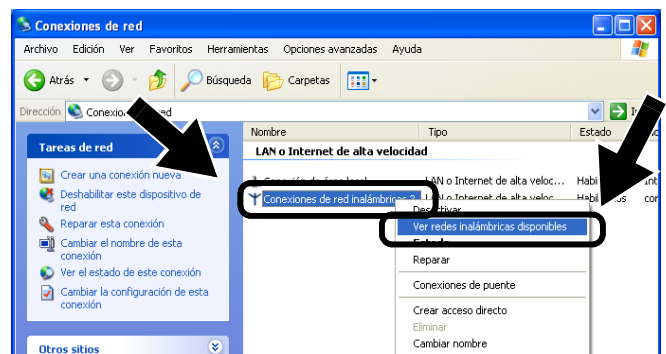 Conexiones de red
Archivo Edición Ver Favoritos Herramientas Opciones avanzadas Ayuda
Atrás Búsqueda Carpetas
Dirección
Nombre Tipo Estado
Tareas de red
LAN o Internet de alta velocidad
Crear una conexión nueva
LAN o Internet de alta veloc...
Deshabilitar este dispositivo de
red
Conexiones de red inalámbricas 2
LAN o Internet de alta veloc...
Desactivar
Ver redes inalámbricas disponibles
Estado
Reparar esta conexión
Cambiar el nombre de esta
conexión
Reparar
Ver el estado de este conexión
Conexiones de puente
Cambiar la configuración de esta
conexión
Crear acceso directo
Eliminar
Cambiar nombre
Otros sitios